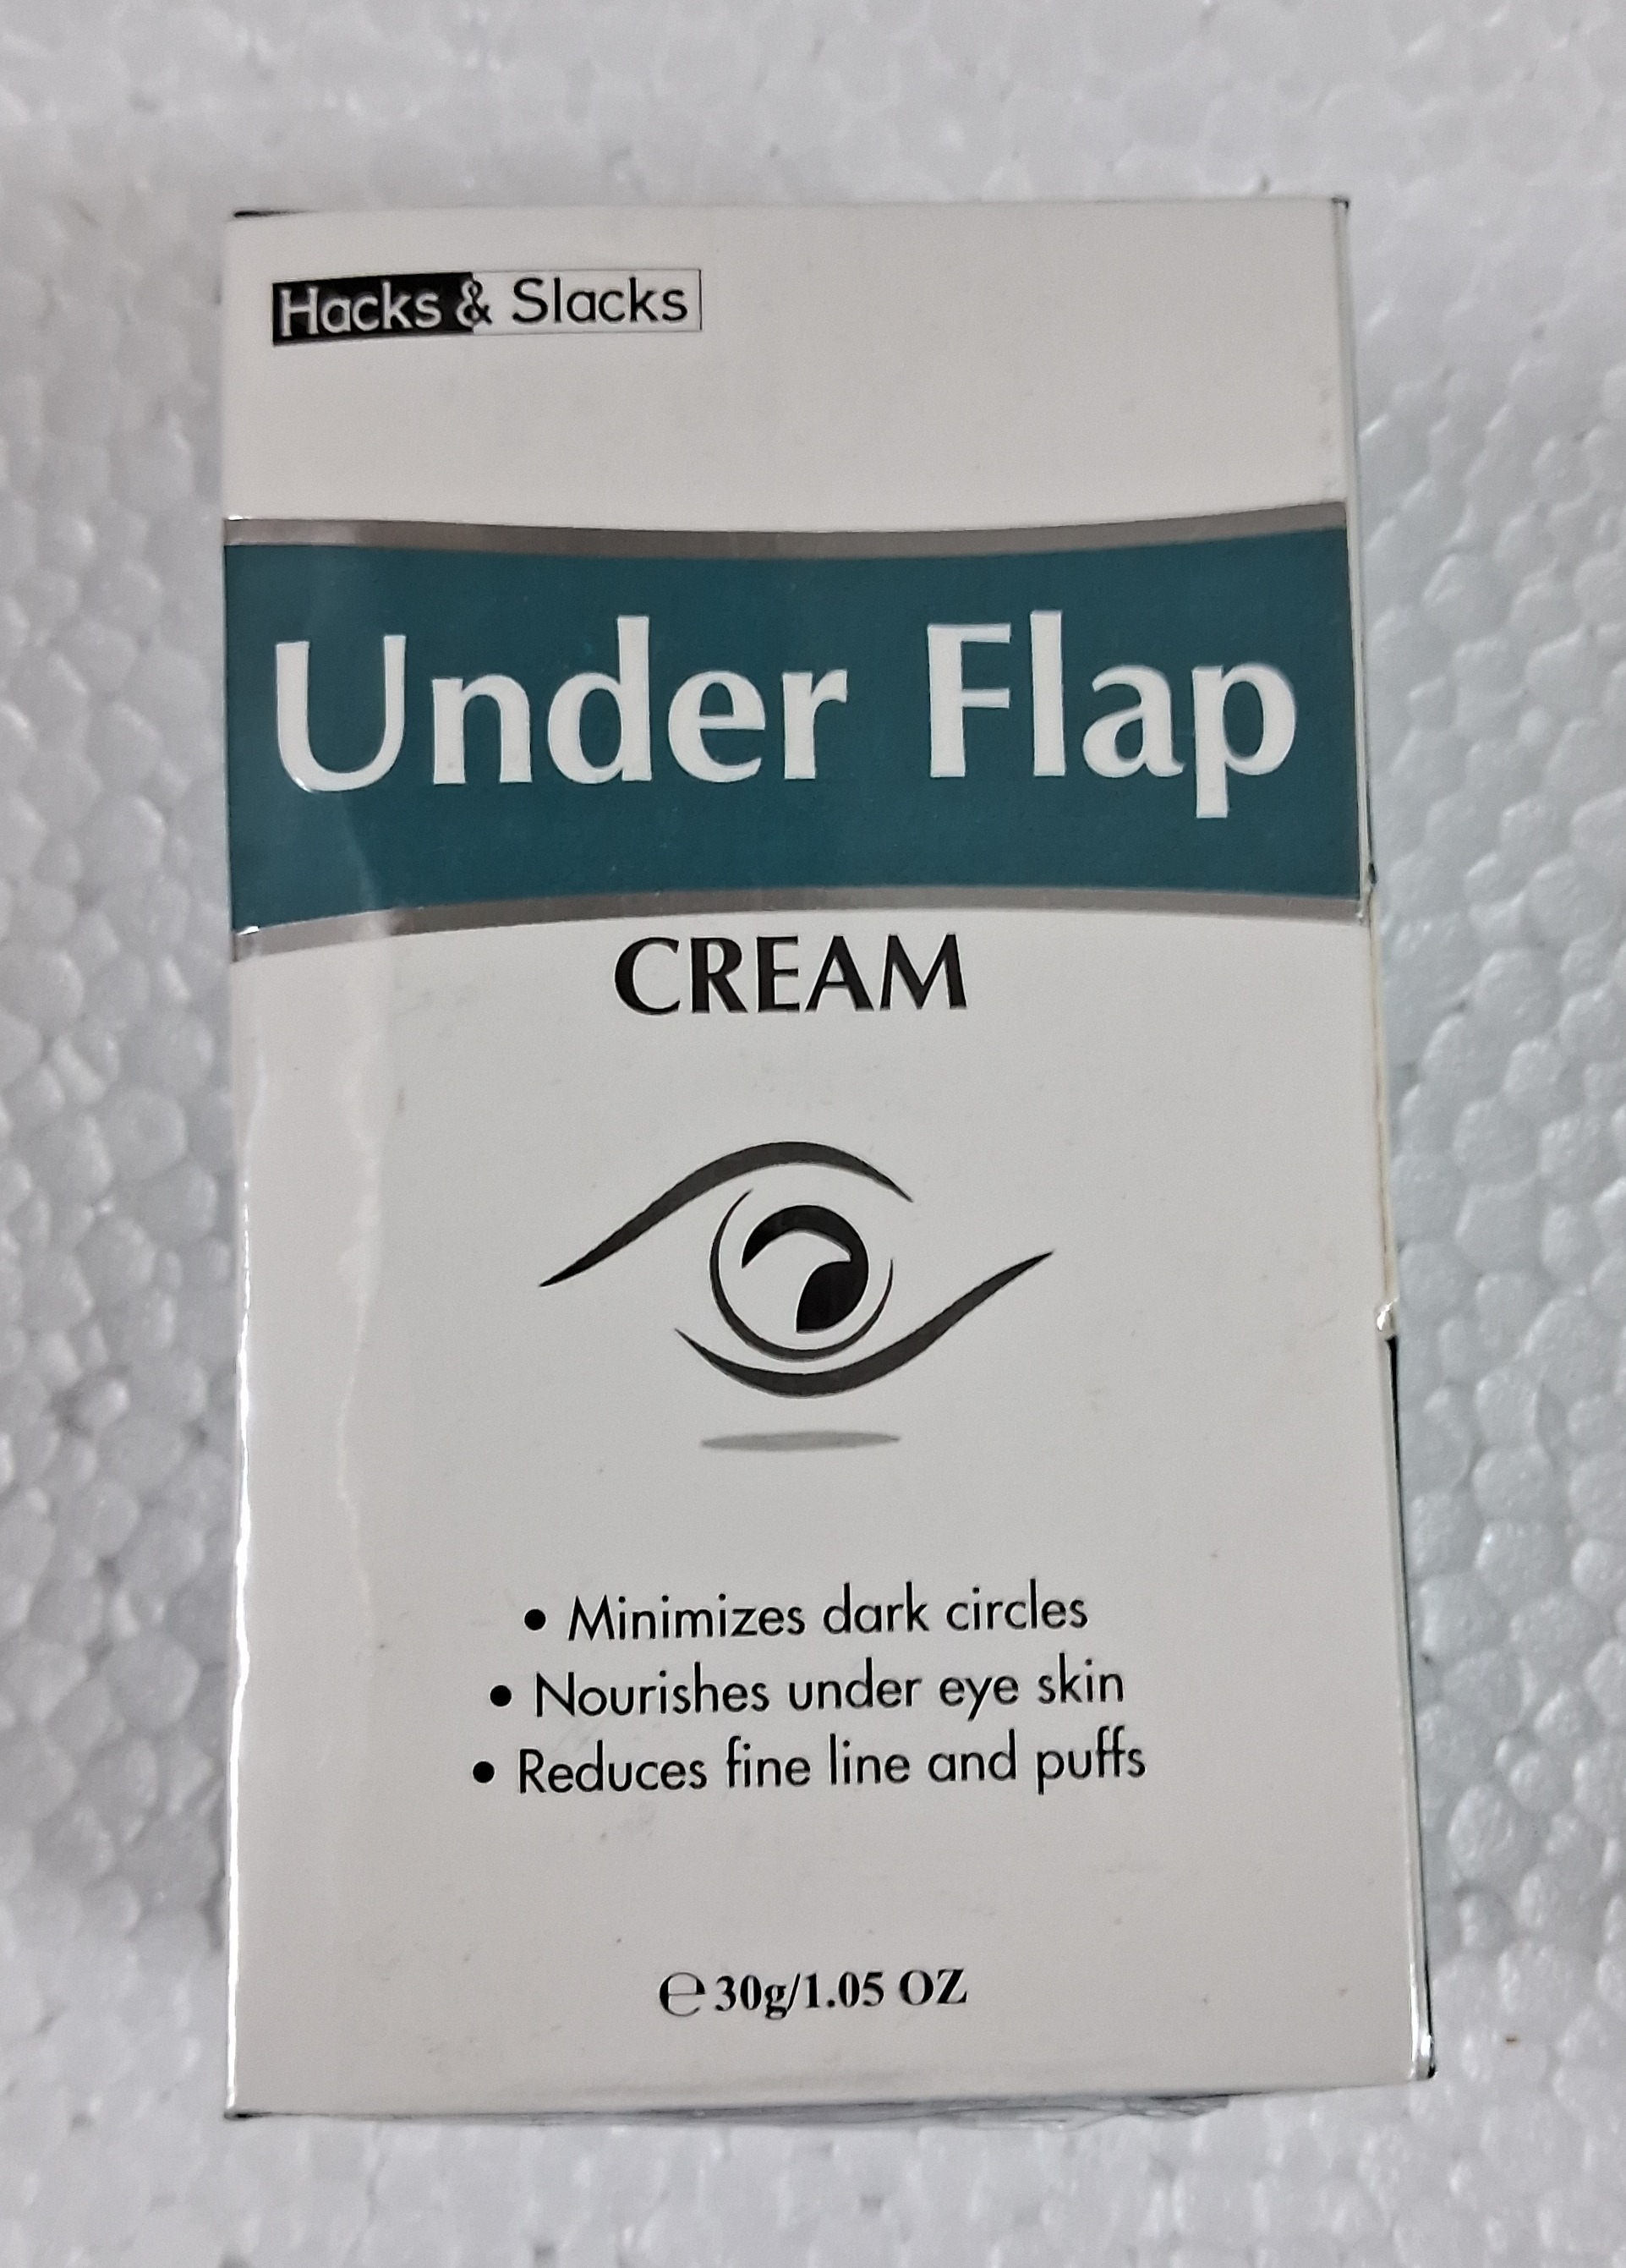 Hacks & Slacks
Under Flap
CREAM
• Minimizes dark circles
• Nourishes under eye skin
• Reduces fine line and puffs
℮ 30g/1.05 OZ